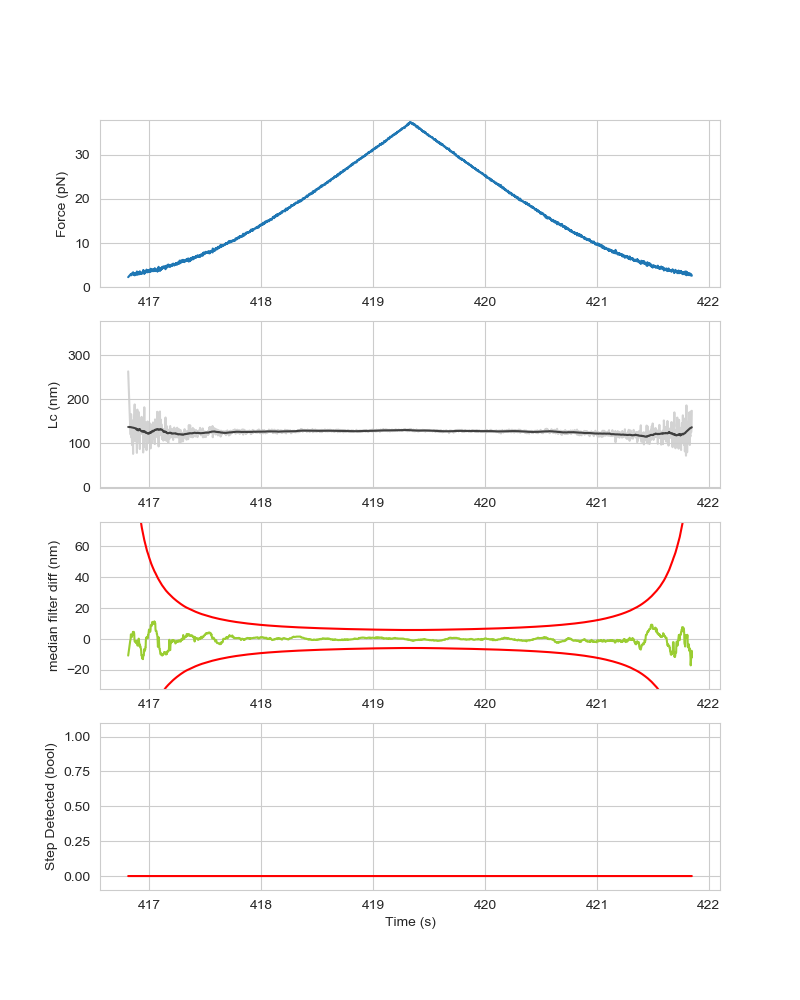 Force (pN)
30
20
10
0
417 418 419 420 421 422
Lc (nm)
300
200
100
0
417 418 419 420 421 422
median filter diff (nm)
60
40
20
0
−20
417 418 419 420 421 422
Step Detected (bool)
1.00
0.75
0.50
0.25
0.00
417 418 419 420 421 422
Time (s)